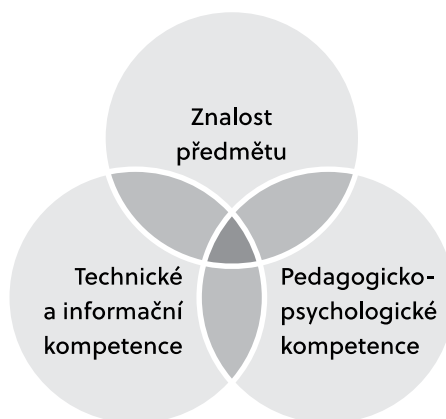 Znalost
předmětu
Technické
a informační
kompetence
Pedagogicko-
psychologické
kompetence